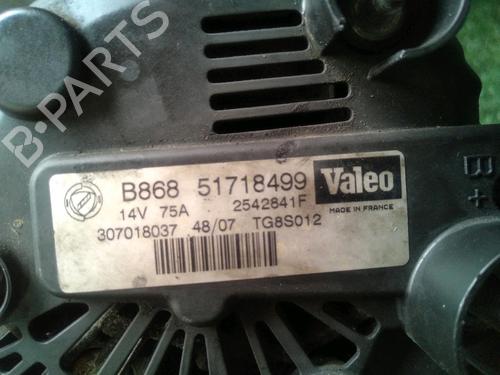 B-PARTS
B868 51718499 Valeo
14V 75A 2542841F MADE IN FRANCE
307018037 48/07 TG8S012
B+